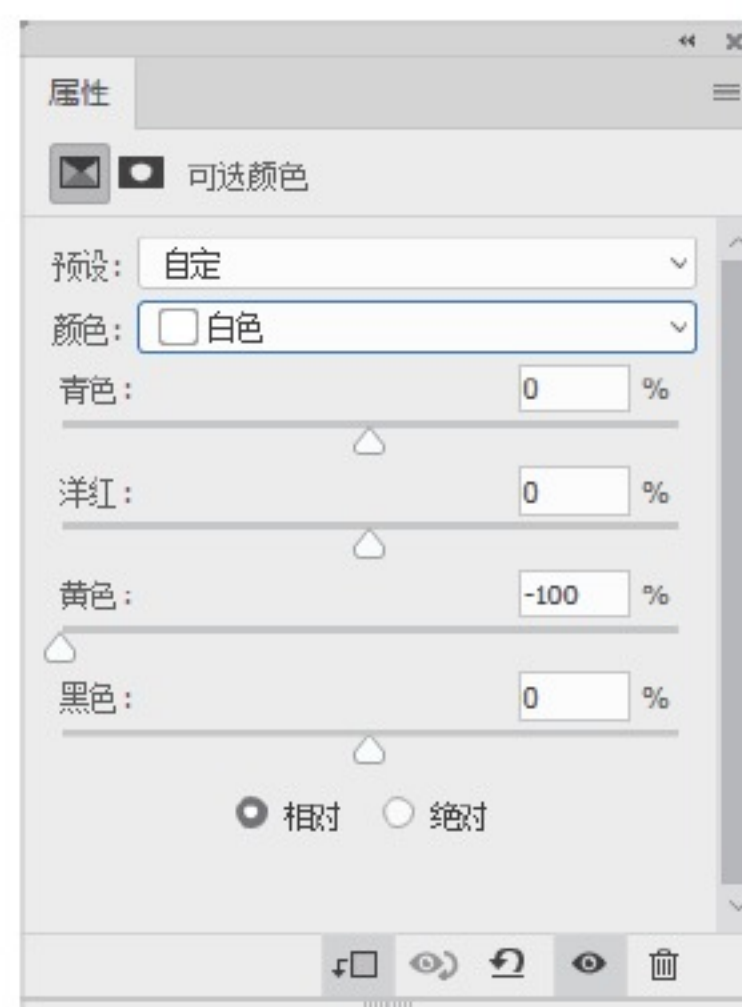 属性
可选颜色
预设： 自定
颜色： 白色
青色： 0 %
洋红： 0 %
黄色： -100 %
黑色： 0 %
相对 绝对